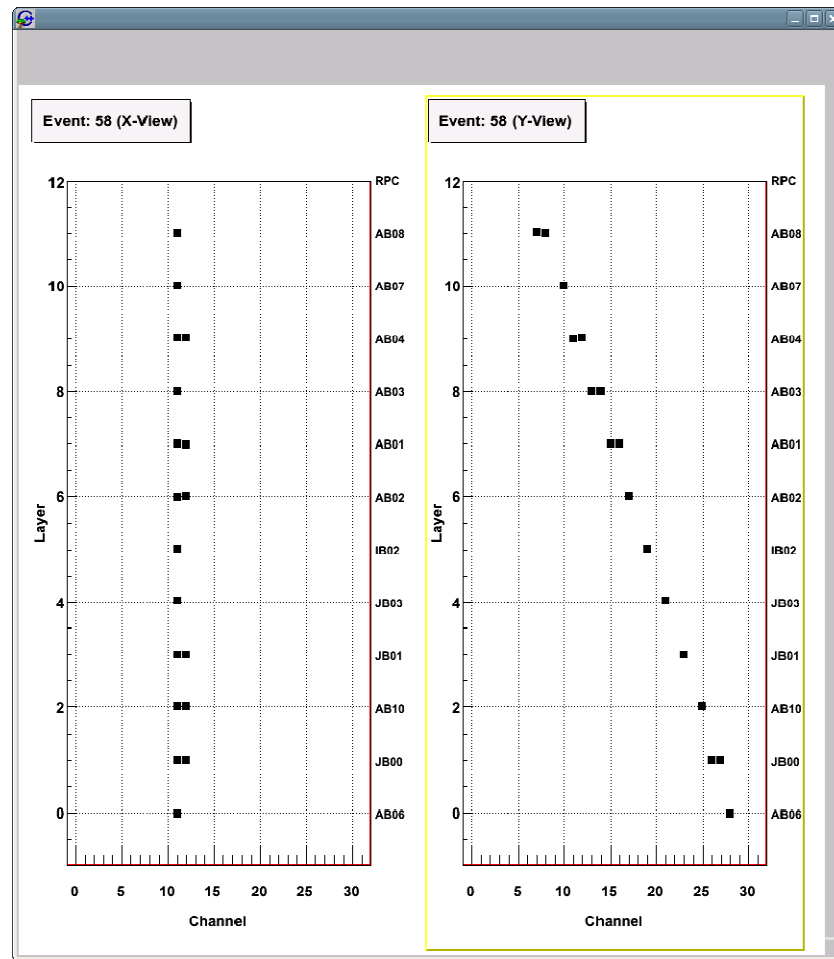 Event: 58 (X-View)
12
10
8
6
4
2
0
Layer
RPC
AB08
AB07
AB04
AB03
AB01
AB02
IB02
JB03
JB01
AB10
JB00
AB06
0 5 10 15 20 25 30
Channel
Event: 58 (Y-View)
12
10
8
6
4
2
0
Layer
RPC
AB08
AB07
AB04
AB03
AB01
AB02
IB02
JB03
JB01
AB10
JB00
AB06
0 5 10 15 20 25 30
Channel